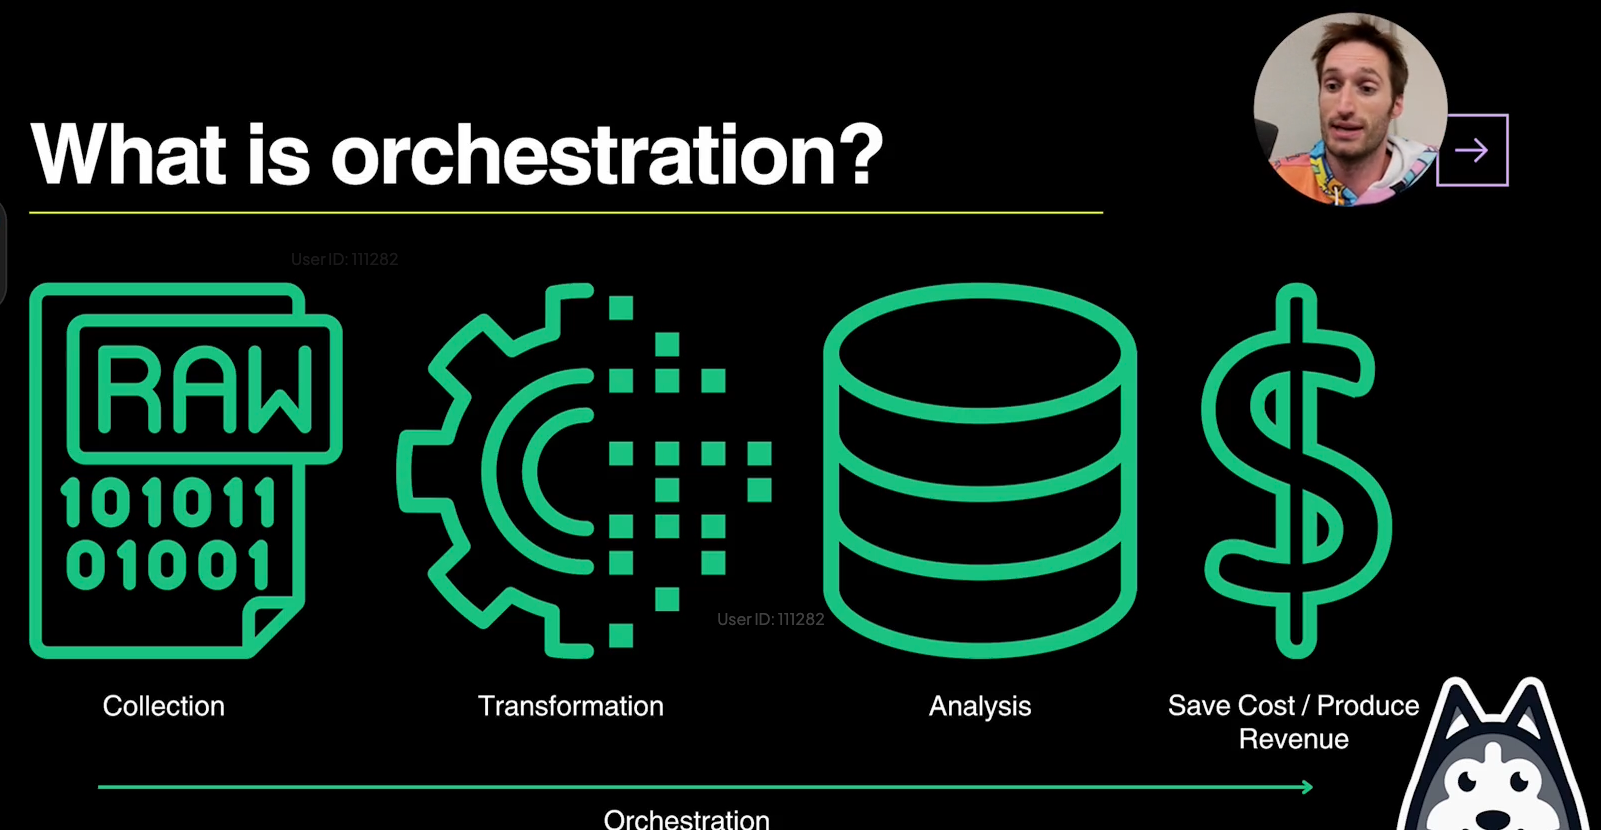 What is orchestration?
User ID: 111282
RAW
101011
01001
User ID: 111282
Collection
Transformation
Analysis
Save Cost / Produce
Revenue
Orchestration